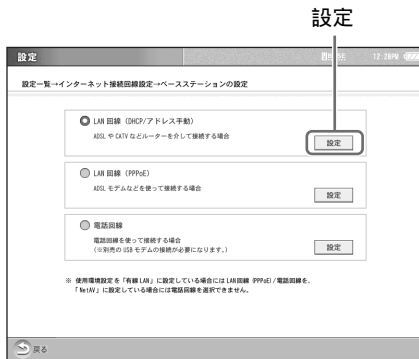 設定
設定
12:28PM
設定一覧→インターネット接続回線設定→ベースステーションの設定
LAN 回線 (DHCP/アドレス手動)
ADSL や CATV などルーターを介して接続する場合
設定
LAN 回線 (PPPoE)
ADSL モデムなどを使って接続する場合
設定
電話回線
電話回線を使って接続する場合
(※別売の USB モデムの接続が必要になります。)
設定
※ 使用環境設定を「有線 LAN」に設定している場合には LAN 回線 (PPPoE) /電話回線を、
「NetAV」に設定している場合には電話回線を選択できません。
戻る